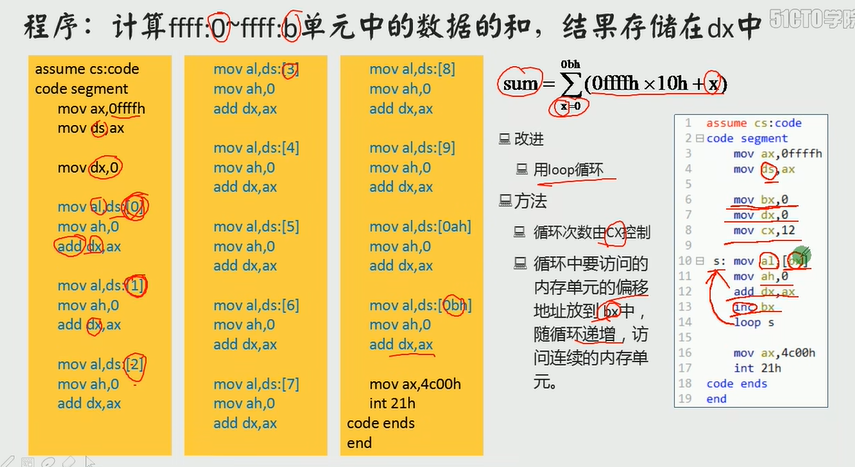 51CTO学院
程序：计算ffff:0~ffff:b单元中的数据的和，结果存储在dx中
assume cs:code
code segment
mov ax,0ffffh
mov ds,ax
mov dx,0
mov al,ds:[0]
mov ah,0
add dx,ax
mov al,ds:[1]
mov ah,0
add dx,ax
mov al,ds:[2]
mov ah,0
add dx,ax
mov al,ds:[3]
mov ah,0
add dx,ax
mov al,ds:[4]
mov ah,0
add dx,ax
mov al,ds:[5]
mov ah,0
add dx,ax
mov al,ds:[6]
mov ah,0
add dx,ax
mov al,ds:[7]
mov ah,0
add dx,ax
mov al,ds:[8]
mov ah,0
add dx,ax
mov al,ds:[9]
mov ah,0
add dx,ax
mov al,ds:[0ah]
mov ah,0
add dx,ax
mov al,ds:[0bh]
mov ah,0
add dx,ax
mov ax,4c00h
int 21h
code ends
end
0bh
sum=∑(0ffffh×10h+x)
x=0
改进
用loop循环
方法
循环次数由CX控制
循环中要访问的
内存单元的偏移
地址放到bx中，
随循环递增，访
问连续的内存单
元。
1 assume cs:code
2 code segment
3 mov ax,0ffffh
4 mov ds,ax
5
6 mov bx,0
7 mov dx,0
8 mov cx,12
9
10 s: mov al,
11 mov ah,0
12 add dx,ax
13 inc bx
14 loop s
15
16 mov ax,4c00h
17 int 21h
18 code ends
19 end